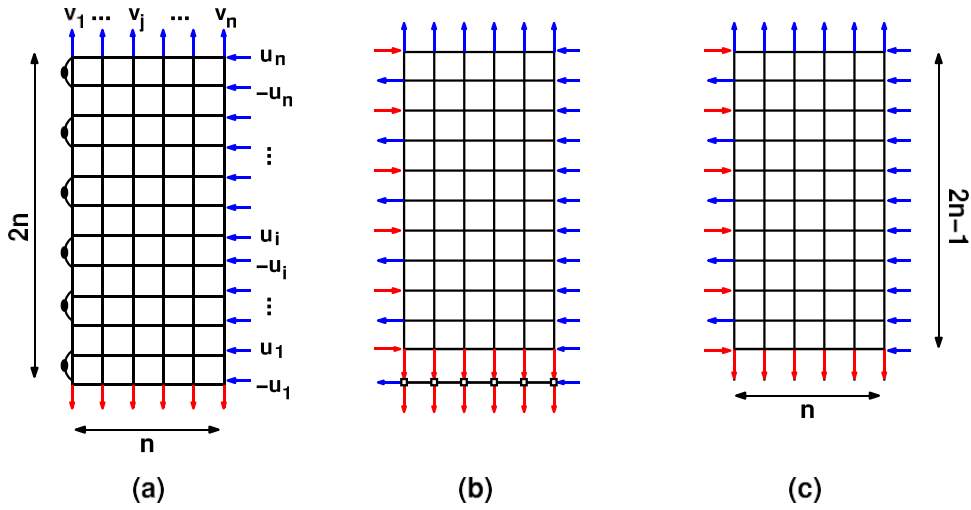 v1 ... vj ... vn
un
-un
...
2n
ui
-ui
...
u1
-u1
n
2n-1
n
(a)
(b)
(c)